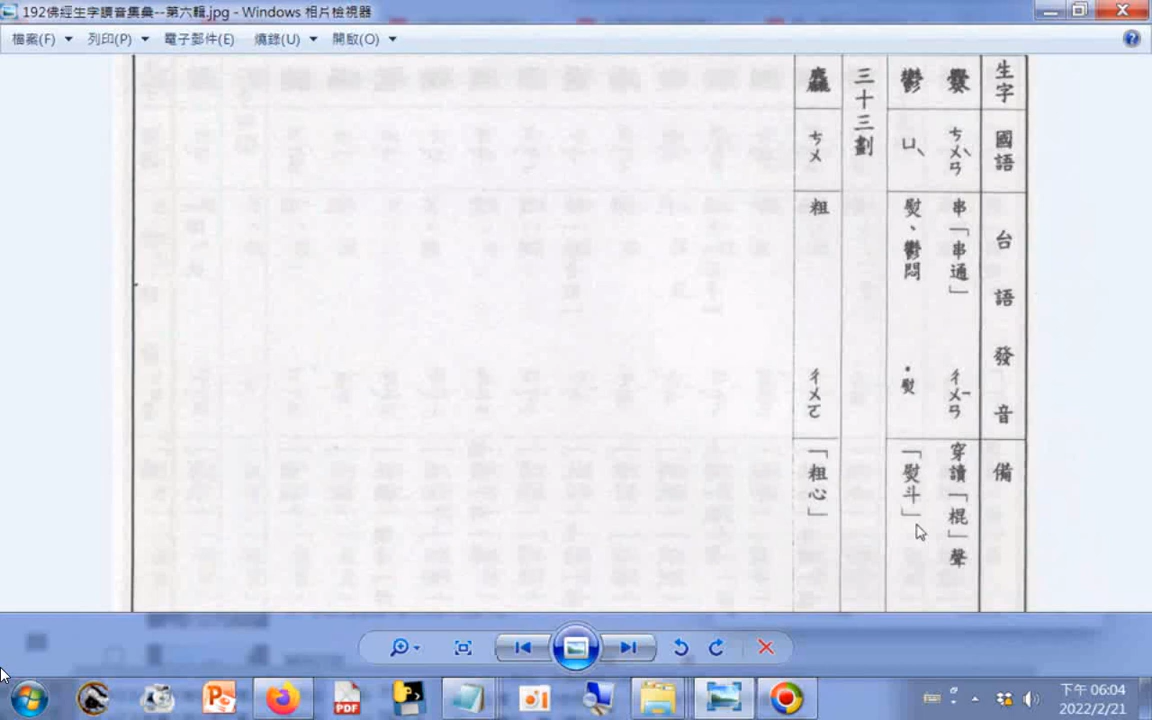 192佛經生字讀音集彙--第六輯.jpg - Windows 相片檢視器
檔案(F) 列印(P) 電子郵件(E) 燒錄(U) 開啟(O)
生字 國語 台語發音 備
爨 ㄘㄨㄢˋ 串「串通」 ㄔㄨㄢ 穿讀「棍」聲
鬱 ㄩˋ 熨、鬱悶 •熨 「熨斗」
三十三劃
麤 ㄘㄨ 粗 ㄔㄨㄛ 「粗心」
PDF
下午 06:04
2022/2/21